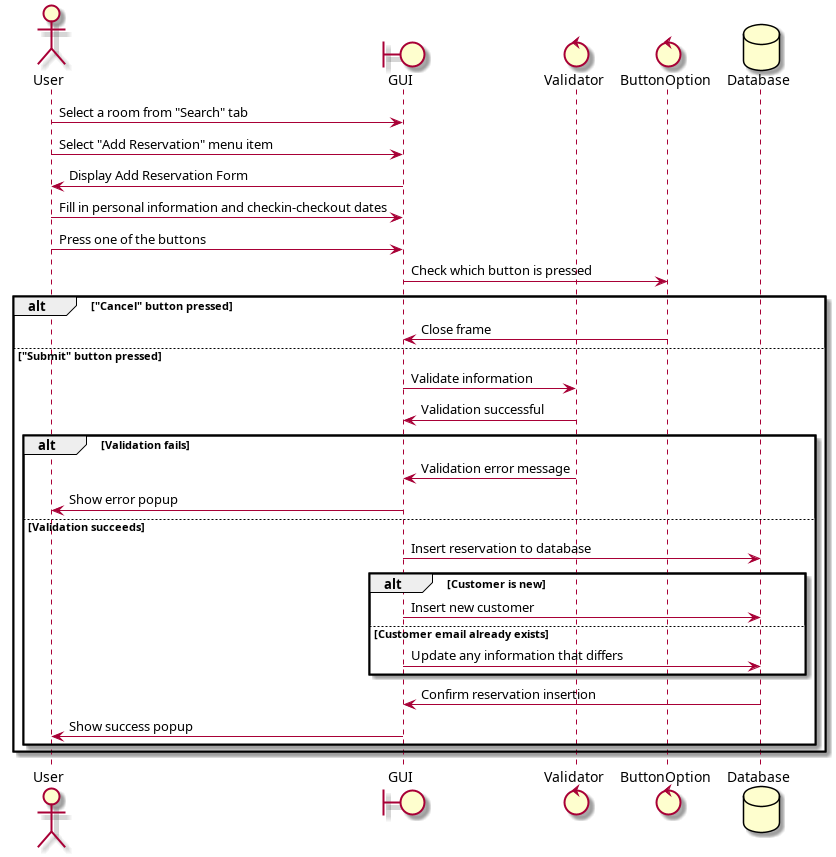 User
GUI
Validator
ButtonOption
Database
Select a room from "Search" tab
Select "Add Reservation" menu item
Display Add Reservation Form
Fill in personal information and checkin-checkout dates
Press one of the buttons
Check which button is pressed
alt ["Cancel" button pressed]
Close frame
["Submit" button pressed]
Validate information
Validation successful
alt [Validation fails]
Validation error message
Show error popup
[Validation succeeds]
Insert reservation to database
alt [Customer is new]
Insert new customer
[Customer email already exists]
Update any information that differs
Confirm reservation insertion
Show success popup
User
GUI
Validator
ButtonOption
Database